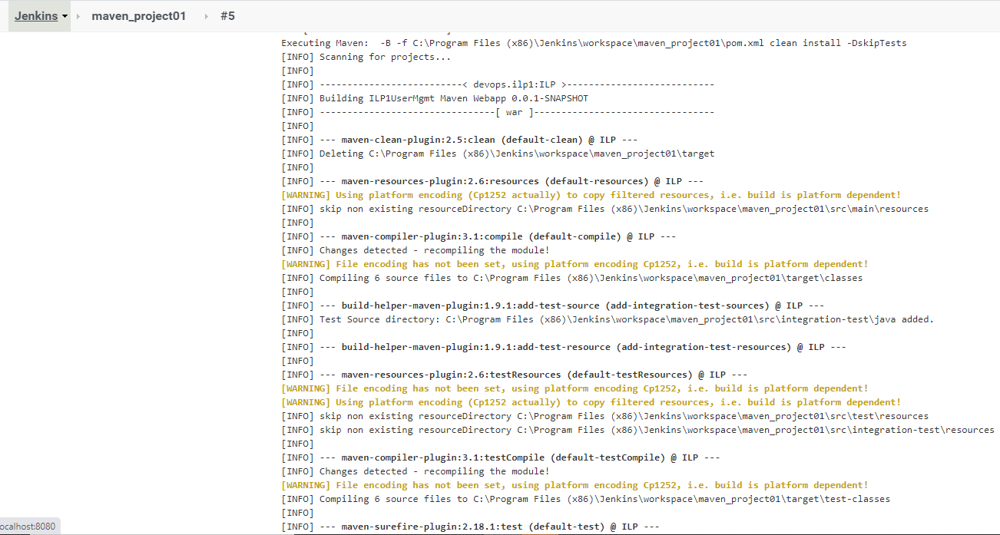 Jenkins maven_project01 #5
Executing Maven:  -B -f C:\Program Files (x86)\Jenkins\workspace\maven_project01\pom.xml clean install -DskipTests
[INFO] Scanning for projects...
[INFO]
[INFO] --------------------------< devops.ilp1:ILP >---------------------------
[INFO] Building ILP1UserMgmt Maven Webapp 0.0.1-SNAPSHOT
[INFO] --------------------------------[ war ]---------------------------------
[INFO]
[INFO] --- maven-clean-plugin:2.5:clean (default-clean) @ ILP ---
[INFO] Deleting C:\Program Files (x86)\Jenkins\workspace\maven_project01\target
[INFO]
[INFO] --- maven-resources-plugin:2.6:resources (default-resources) @ ILP ---
[WARNING] Using platform encoding (Cp1252 actually) to copy filtered resources, i.e. build is platform dependent!
[INFO] skip non existing resourceDirectory C:\Program Files (x86)\Jenkins\workspace\maven_project01\src\main\resources
[INFO]
[INFO] --- maven-compiler-plugin:3.1:compile (default-compile) @ ILP ---
[INFO] Changes detected - recompiling the module!
[WARNING] File encoding has not been set, using platform encoding Cp1252, i.e. build is platform dependent!
[INFO] Compiling 6 source files to C:\Program Files (x86)\Jenkins\workspace\maven_project01\target\classes
[INFO]
[INFO] --- build-helper-maven-plugin:1.9.1:add-test-source (add-integration-test-sources) @ ILP ---
[INFO] Test Source directory: C:\Program Files (x86)\Jenkins\workspace\maven_project01\src\integration-test\java added.
[INFO]
[INFO] --- build-helper-maven-plugin:1.9.1:add-test-resource (add-integration-test-resources) @ ILP ---
[INFO]
[INFO] --- maven-resources-plugin:2.6:testResources (default-testResources) @ ILP ---
[WARNING] File encoding has not been set, using platform encoding Cp1252, i.e. build is platform dependent!
[WARNING] Using platform encoding (Cp1252 actually) to copy filtered resources, i.e. build is platform dependent!
[INFO] skip non existing resourceDirectory C:\Program Files (x86)\Jenkins\workspace\maven_project01\src\test\resources
[INFO] skip non existing resourceDirectory C:\Program Files (x86)\Jenkins\workspace\maven_project01\src\integration-test\resources
[INFO]
[INFO] --- maven-compiler-plugin:3.1:testCompile (default-testCompile) @ ILP ---
[INFO] Changes detected - recompiling the module!
[WARNING] File encoding has not been set, using platform encoding Cp1252, i.e. build is platform dependent!
[INFO] Compiling 6 source files to C:\Program Files (x86)\Jenkins\workspace\maven_project01\target\test-classes
[INFO]
ocalhost:8080
[INFO] --- maven-surefire-plugin:2.18.1:test (default-test) @ ILP ---